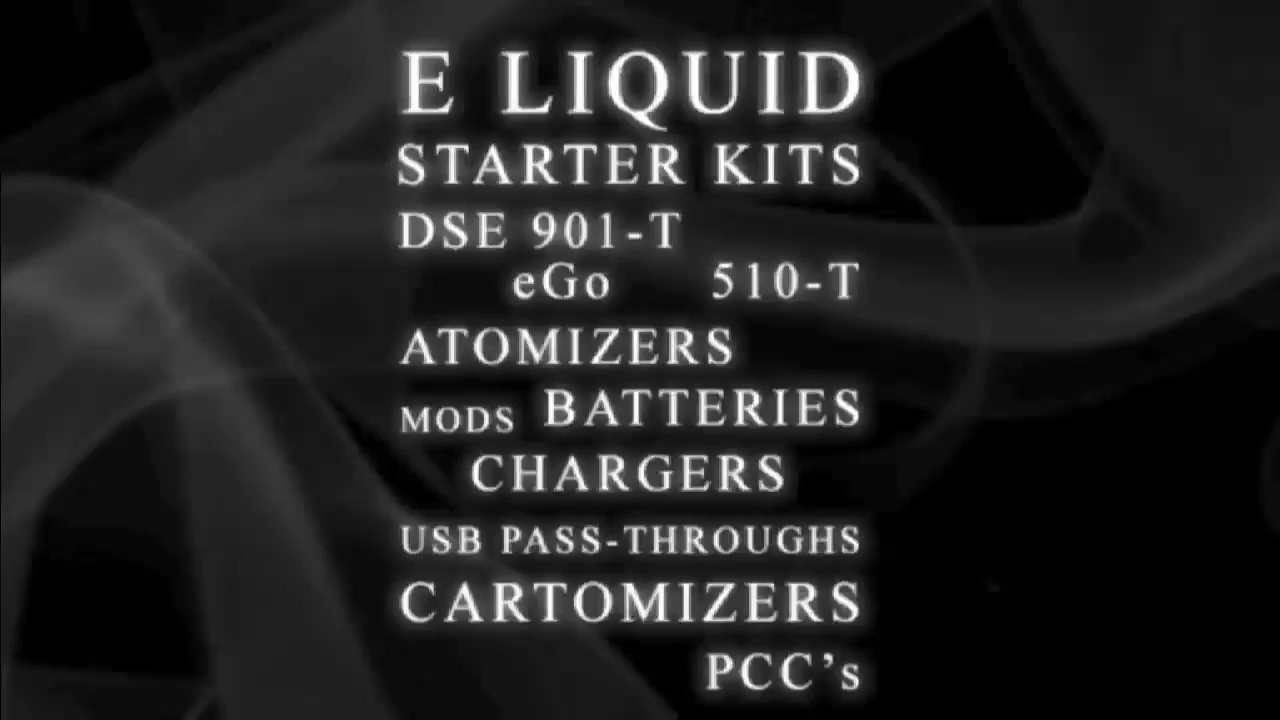 E LIQUID
STARTER KITS
DSE 901-T
eGo 510-T
ATOMIZERS
MODS BATTERIES
CHARGERS
USB PASS-THROUGHS
CARTOMIZERS
PCC's